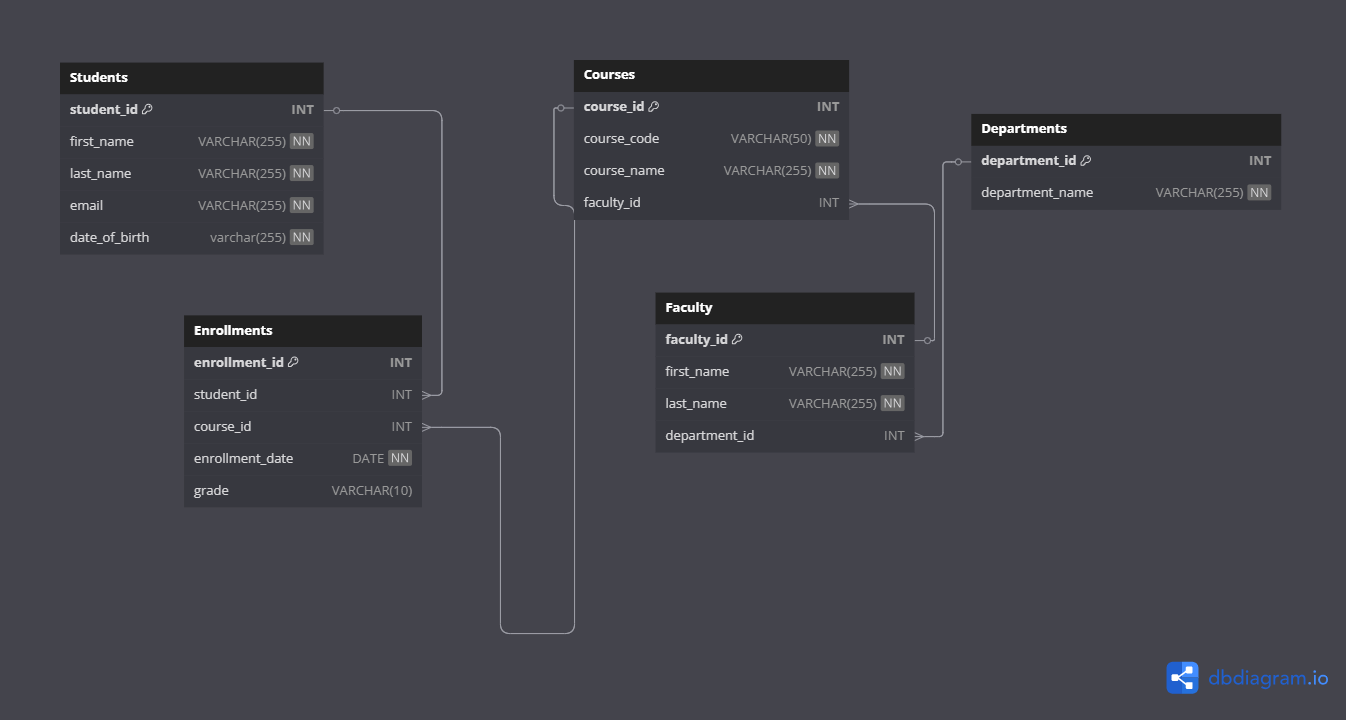 Students
student_id INT
first_name VARCHAR(255) NN
last_name VARCHAR(255) NN
email VARCHAR(255) NN
date_of_birth varchar(255) NN
Enrollments
enrollment_id INT
student_id INT
course_id INT
enrollment_date DATE NN
grade VARCHAR(10)
Courses
course_id INT
course_code VARCHAR(50) NN
course_name VARCHAR(255) NN
faculty_id INT
Faculty
faculty_id INT
first_name VARCHAR(255) NN
last_name VARCHAR(255) NN
department_id INT
Departments
department_id INT
department_name VARCHAR(255) NN
dbdiagram.io